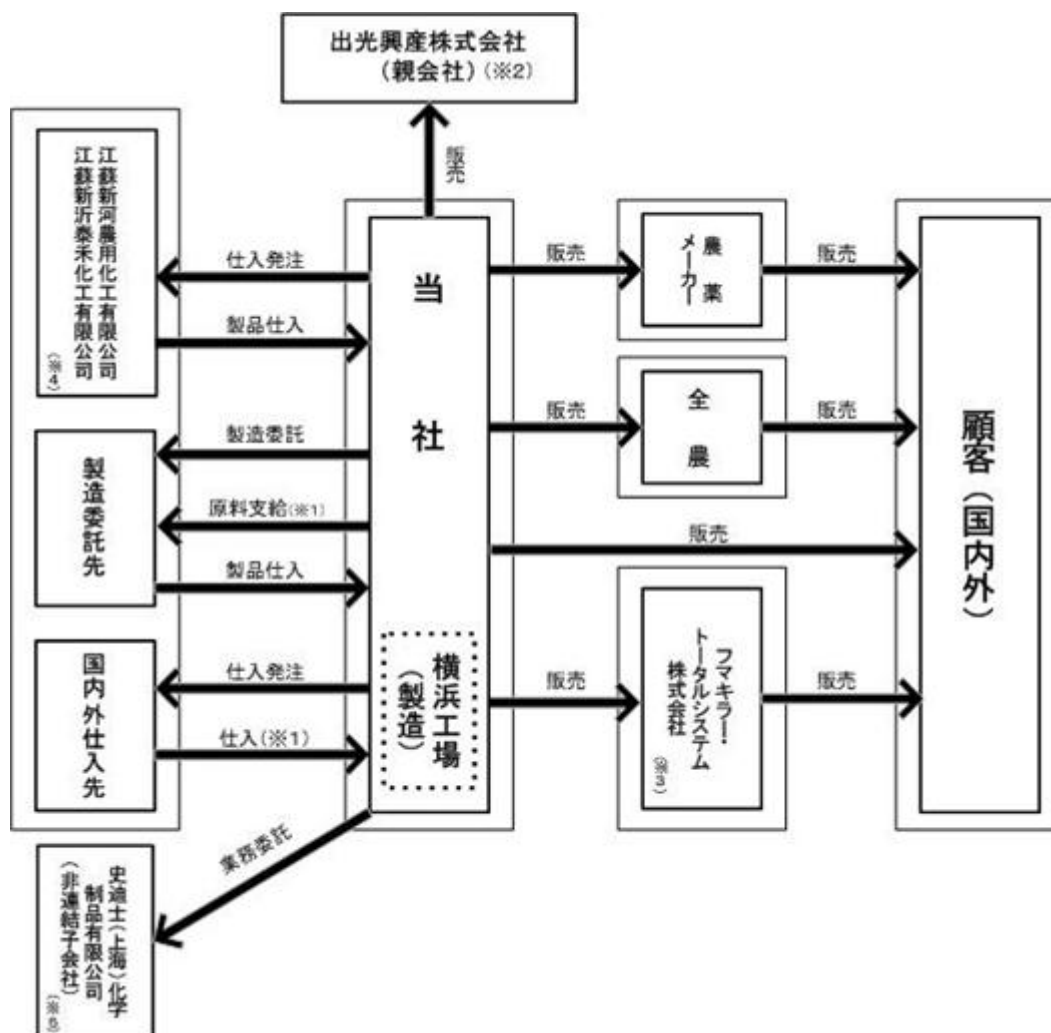 出光興産株式会社
(親会社)(※2)
販売
江蘇新河農用化工有限公司
江蘇新沂泰禾化工有限公司
(※4)
仕入発注
製品仕入
製造委託先
製造委託
原料支給(※1)
製品仕入
国内外仕入先
仕入発注
仕入(※1)
業務委託
史迪士(上海)化学
制品有限公司
(非連結子会社)
(※5)
当社
横浜工場
(製造)
販売
農薬
メーカー
販売
販売
全農
販売
販売
販売
フマキラー・
トータルシステム
株式会社
(※3)
販売
顧客(国内外)